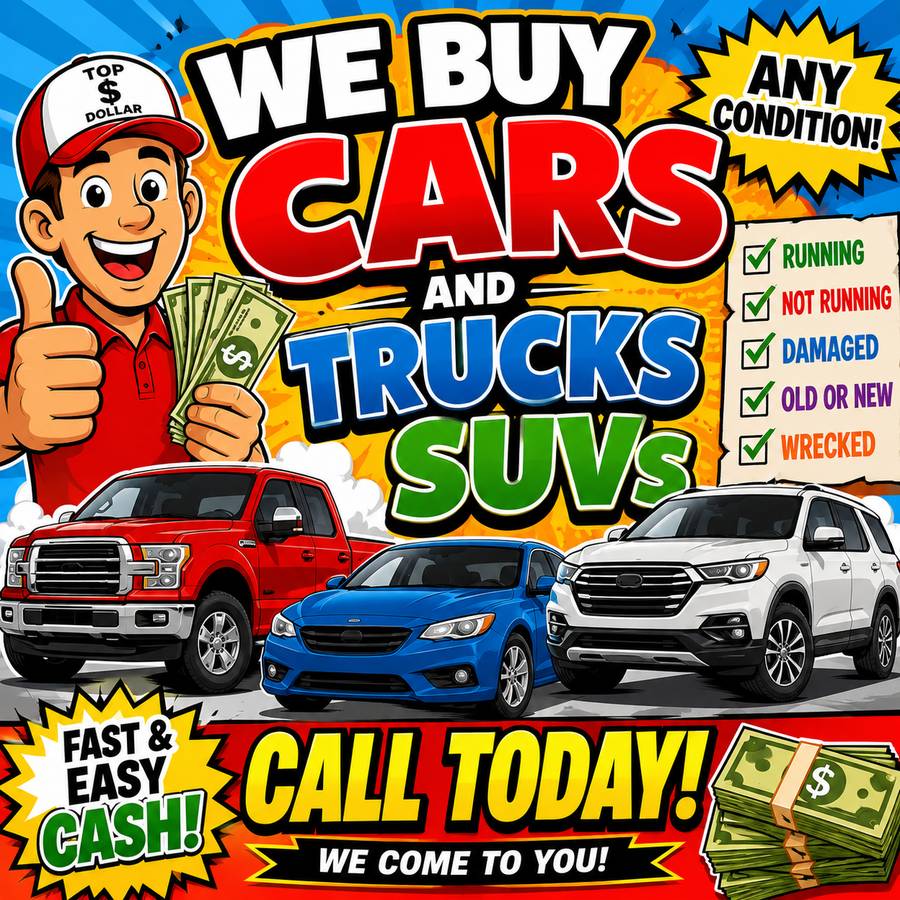 TOP
$
DOLLAR
WE BUY
CARS
AND
TRUCKS
SUVs
ANY
CONDITION!
RUNNING
NOT RUNNING
DAMAGED
OLD OR NEW
WRECKED
$
FAST &
EASY
CASH!
CALL TODAY!
WE COME TO YOU!
$